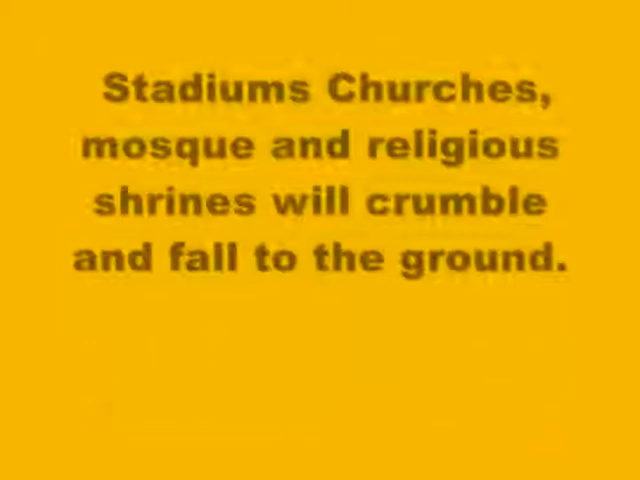 Stadiums Churches,
mosque and religious
shrines will crumble
and fall to the ground.